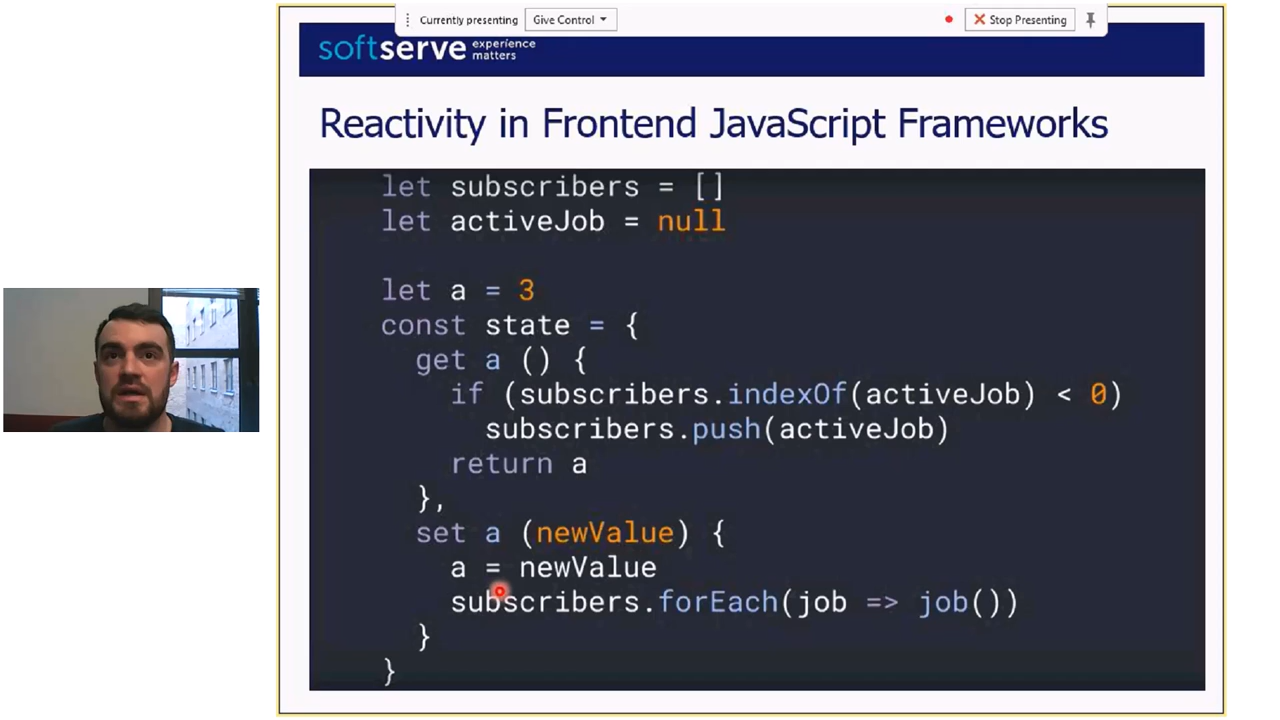 Currently presenting
Give Control
Stop Presenting
softserve experience matters
Reactivity in Frontend JavaScript Frameworks
let subscribers = []
let activeJob = null
let a = 3
const state = {
get a () {
if (subscribers.indexOf(activeJob) < 0)
subscribers.push(activeJob)
return a
},
set a (newValue) {
a = newValue
subscribers.forEach(job => job())
}
}